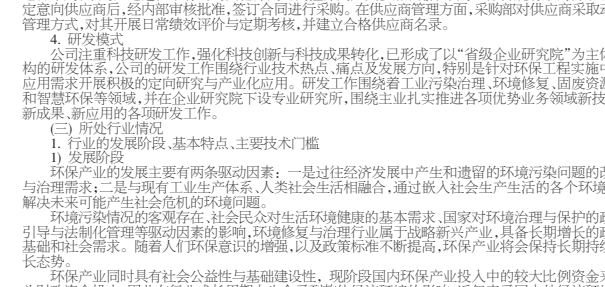 定意向供应商后,经内部审核批准,签订合同进行采购。在供应商管理方面,采购部对供应商采取动
管理方式,对其开展日常绩效评价与定期考核,并建立合格供应商名录。
4. 研发模式
公司注重科技研发工作,强化科技创新与科技成果转化,已形成了以“省级企业研究院”为主体
构的研发体系,公司的研发工作围绕行业技术热点、痛点及发展方向,特别是针对环保工程实施中
应用需求开展积极的定向研究与产业化应用。研发工作围绕着工业污染治理、环境修复、固废资源
和智慧环保等领域,并在企业研究院下设专业研究所,围绕主业扎实推进各项优势业务领域新技
新成果、新应用的各项研发工作。
(三) 所处行业情况
1. 行业的发展阶段、基本特点、主要技术门槛
1) 发展阶段
环保产业的发展主要有两条驱动因素：一是过往经济发展中产生和遗留的环境污染问题的改
与治理需求;二是与现有工业生产体系、人类社会生活相融合,通过嵌入社会生产生活的各个环境
解决未来可能产生社会危机的环境问题。
环境污染情况的客观存在、社会民众对生活环境健康的基本需求、国家对环境治理与保护的政
引导与法制化管理等驱动因素的影响,环境修复与治理行业属于战略新兴产业,具备长期增长的政
基础和社会需求。随着人们环保意识的增强,以及政策标准不断提高,环保产业将会保持长期持续
长态势。
环保产业同时具有社会公益性与基础建设性，现阶段国内环保产业投入中的较大比例资金来